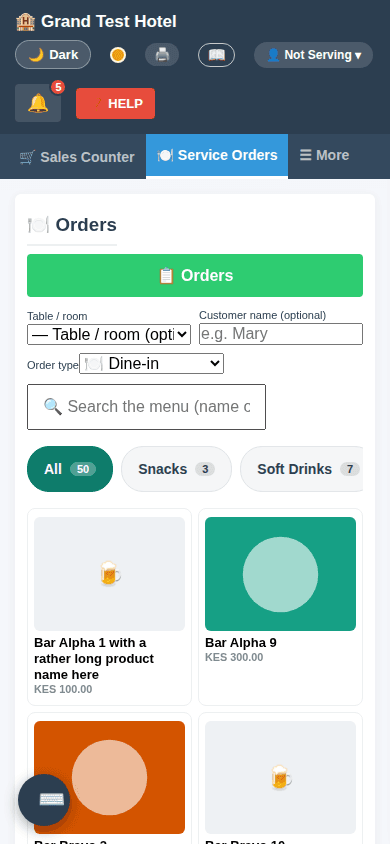 Grand Test Hotel
Dark
Not Serving ▾
5
HELP
Sales Counter
Service Orders
☰ More
Orders
Orders
Table / room
Customer name (optional)
— Table / room (opti
e.g. Mary
Order type
Dine-in
Search the menu (name o
All 50
Snacks 3
Soft Drinks 7
Bar Alpha 1 with a
rather long product
name here
KES 100.00
Bar Alpha 9
KES 300.00